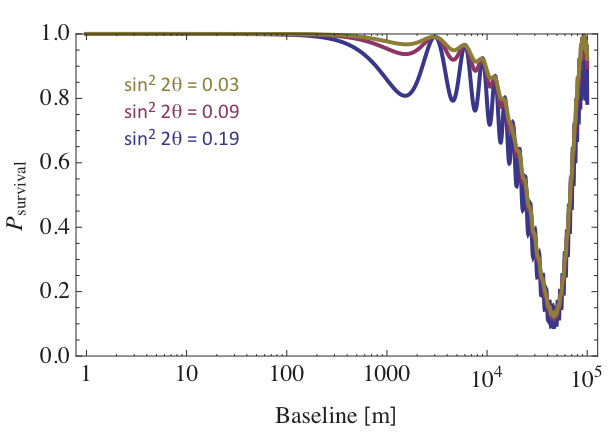 1.0
0.8
0.6
0.4
0.2
0.0
P survival
sin² 2θ = 0.03
sin² 2θ = 0.09
sin² 2θ = 0.19
1 10 100 1000 10⁴ 10⁵
Baseline [m]